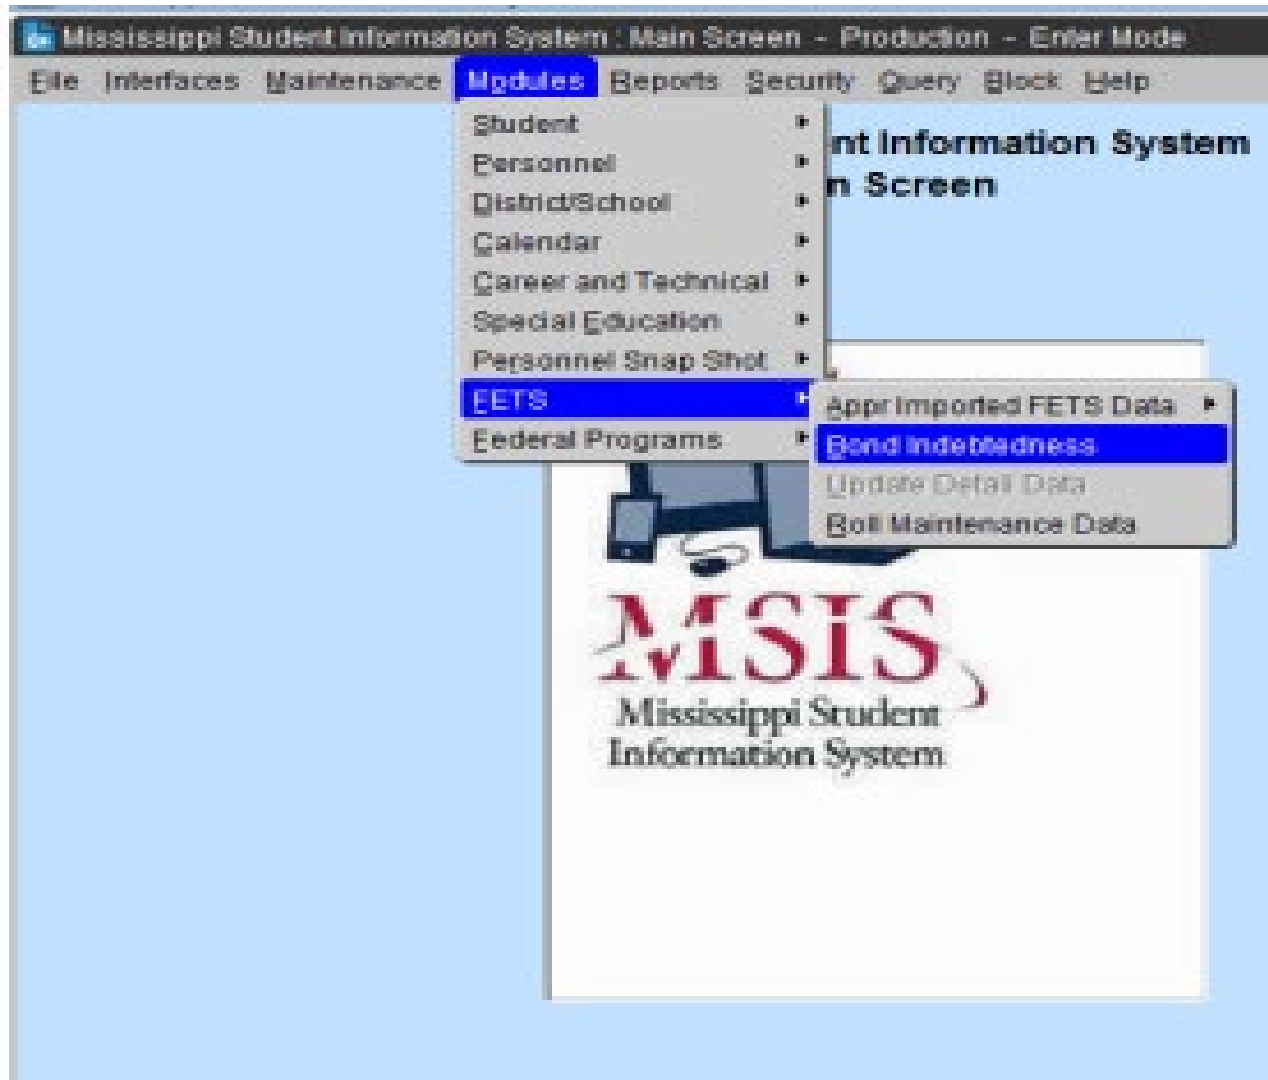 Mississippi Student Information System : Main Screen - Production - Enter Mode
File Interfaces Maintenance Modules Reports Security Query Block Help
Student
nt Information System
Personnel
n Screen
District/School
Calendar
Career and Technical
Special Education
Personnel Snap Shot
FETS
Appr Imported FETS Data
Federal Programs
Bond Indebtedness
Update Detail Data
Roll Maintenance Data
MSIS
Mississippi Student
Information System